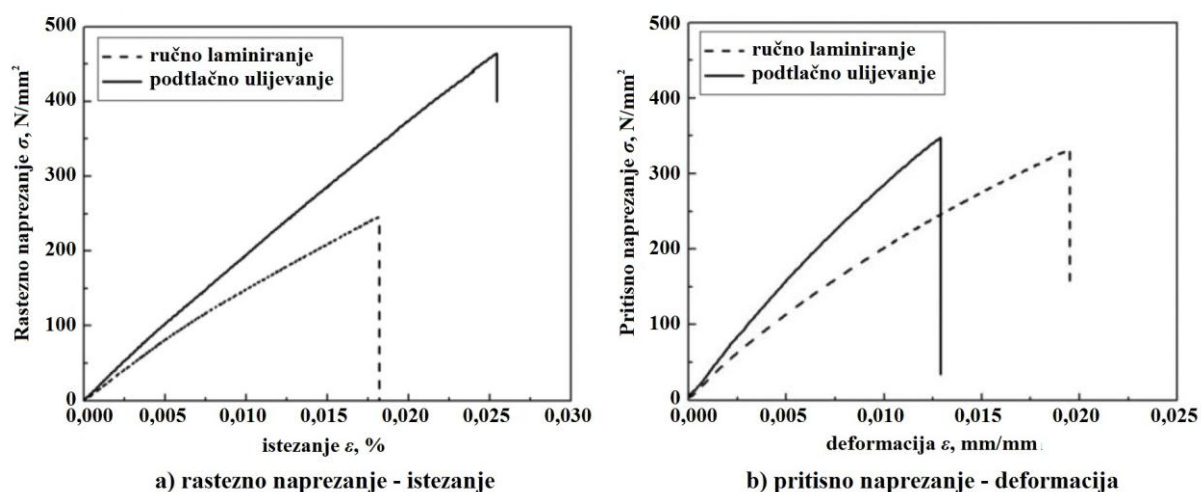 500
400
300
200
100
0
Rastezno naprezanje σ, N/mm²
ručno laminiranje
podtlačno ulijevanje
0,000 0,005 0,010 0,015 0,020 0,025 0,030
istezanje ε, %
a) rastezno naprezanje - istezanje
500
400
300
200
100
0
Pritisno naprezanje σ, N/mm²
ručno laminiranje
podtlačno ulijevanje
0,000 0,005 0,010 0,015 0,020 0,025
deformacija ε, mm/mm
b) pritisno naprezanje - deformacija